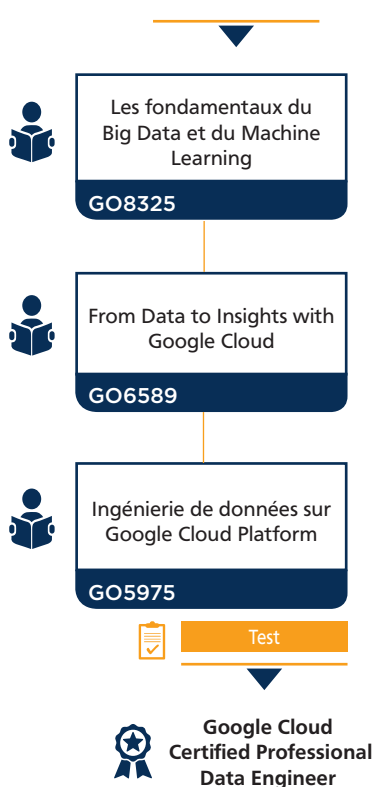 Les fondamentaux du
Big Data et du Machine
Learning
GO8325
From Data to Insights with
Google Cloud
GO6589
Ingénierie de données sur
Google Cloud Platform
GO5975
Test
Google Cloud
Certified Professional
Data Engineer